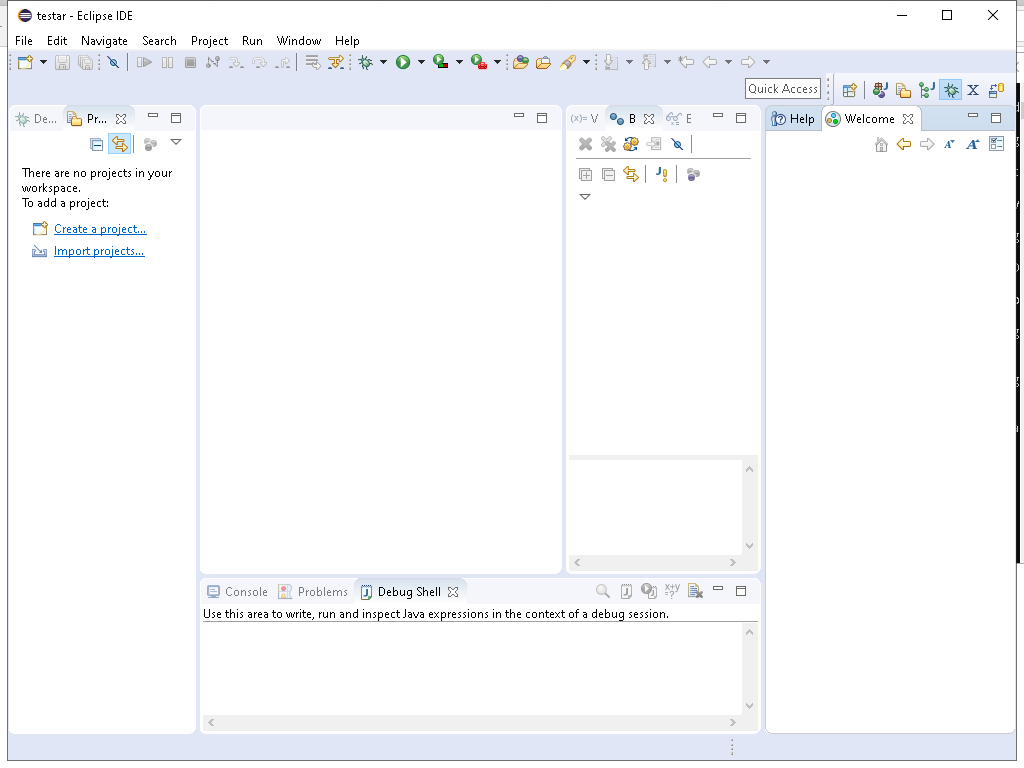 testar - Eclipse IDE
File Edit Navigate Search Project Run Window Help
Quick Access
De... Pr...
(x)= V B E
Help Welcome
There are no projects in your
workspace.
To add a project:
Create a project...
Import projects...
Console Problems Debug Shell
Use this area to write, run and inspect Java expressions in the context of a debug session.